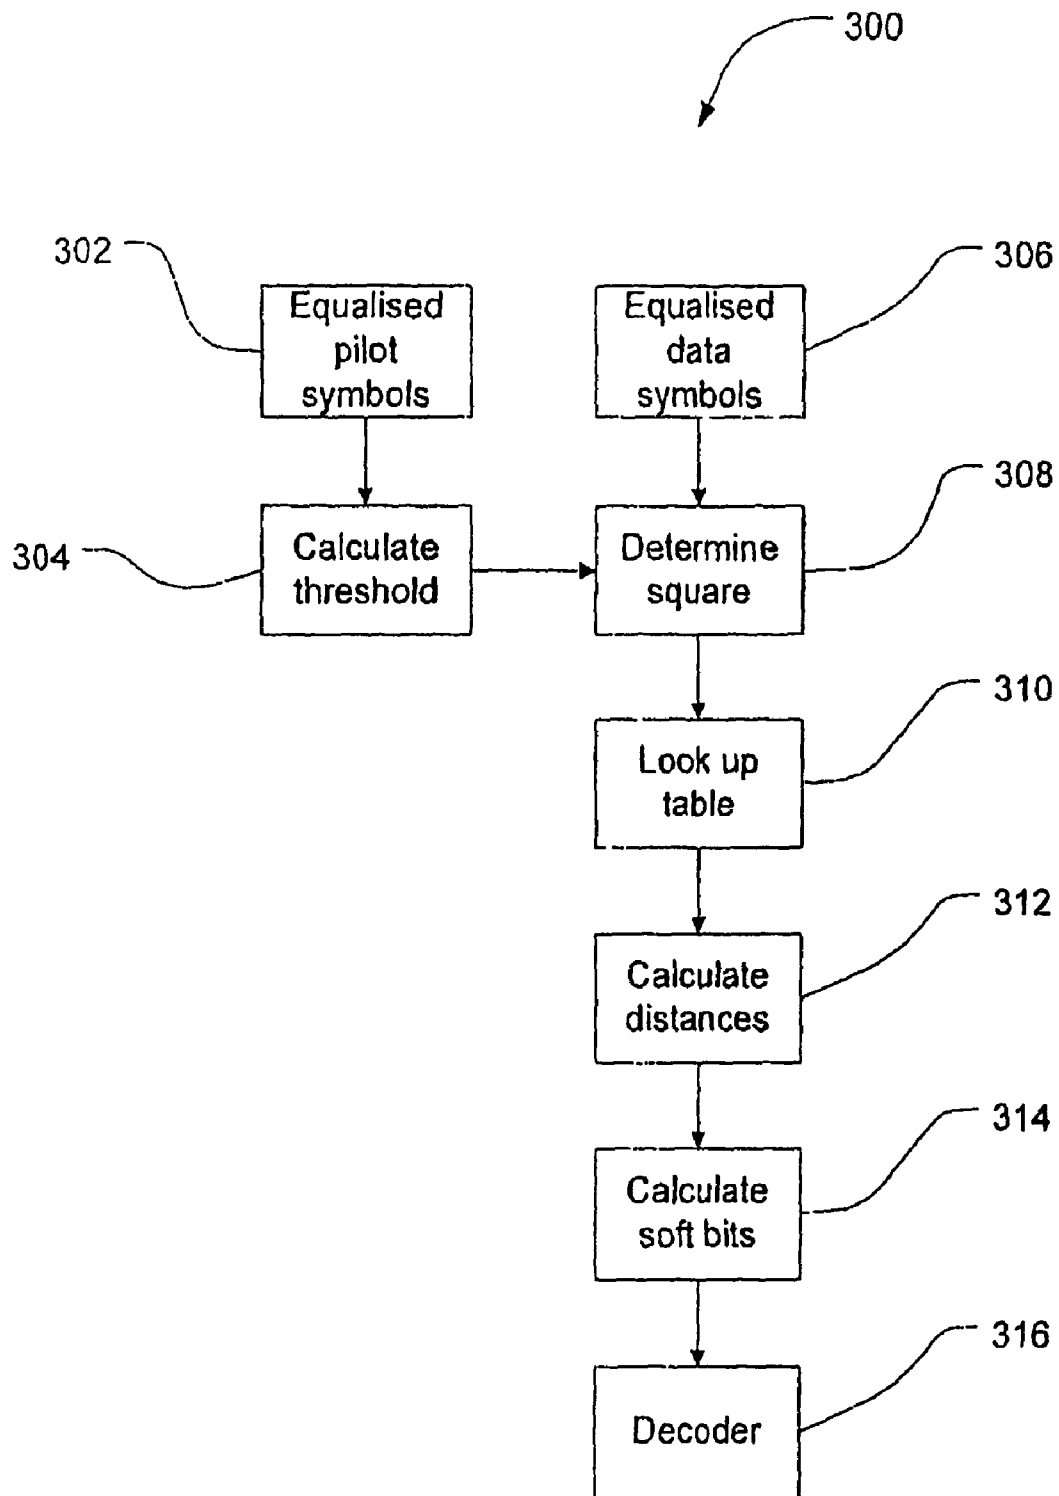 300
302
306
Equalised
pilot
symbols
Equalised
data
symbols
308
304
Calculate
threshold
Determine
square
310
Look up
table
312
Calculate
distances
314
Calculate
soft bits
316
Decoder